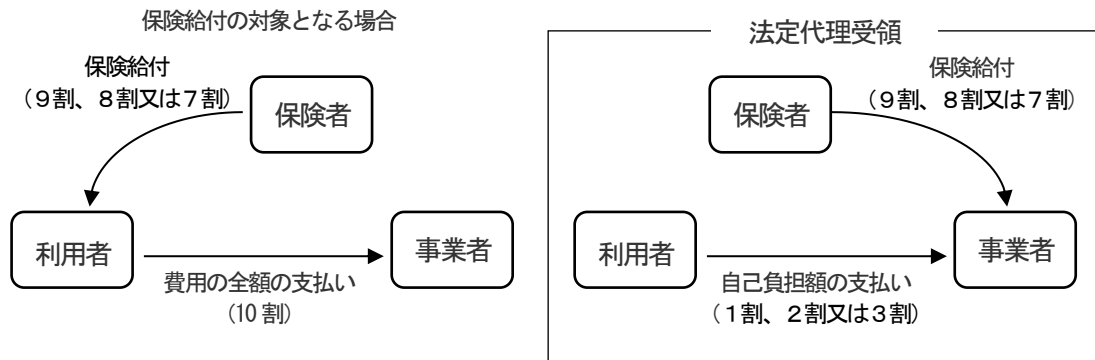 保険給付の対象となる場合
保険給付
（９割、８割又は７割）
保険者
利用者
事業者
費用の全額の支払い
（10 割）
法定代理受領
保険給付
（９割、８割又は７割）
保険者
利用者
事業者
自己負担額の支払い
（１割、２割又は３割）